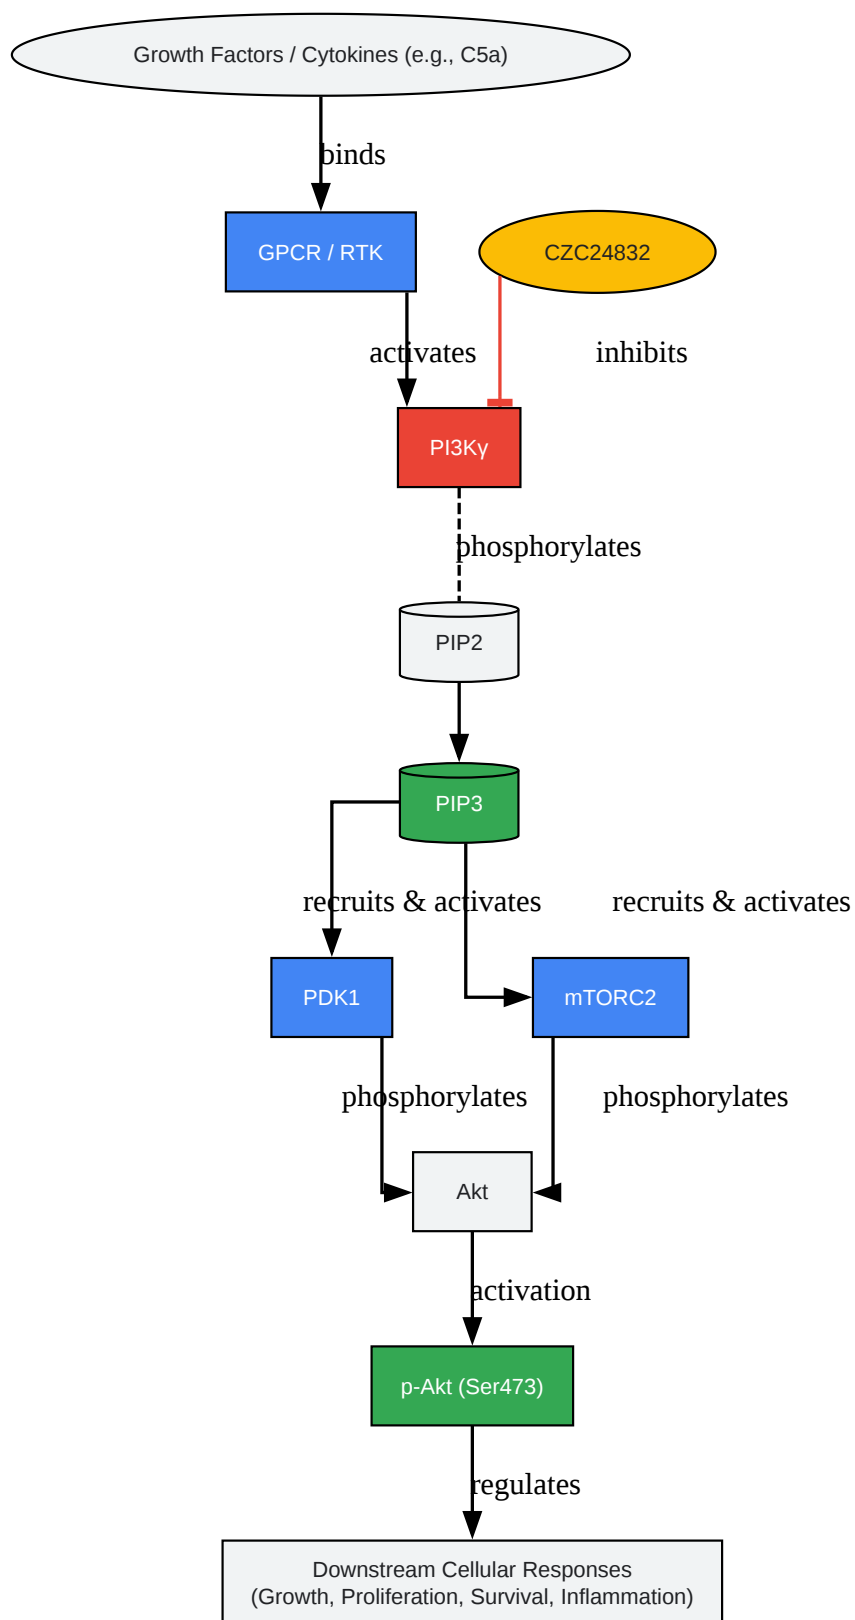 Growth Factors / Cytokines (e.g., C5a)
binds
GPCR / RTK
CZC24832
activates
inhibits
PI3Kγ
phosphorylates
PIP2
PIP3
recruits & activates
recruits & activates
PDK1
mTORC2
phosphorylates
phosphorylates
Akt
activation
p-Akt (Ser473)
regulates
Downstream Cellular Responses
(Growth, Proliferation, Survival, Inflammation)